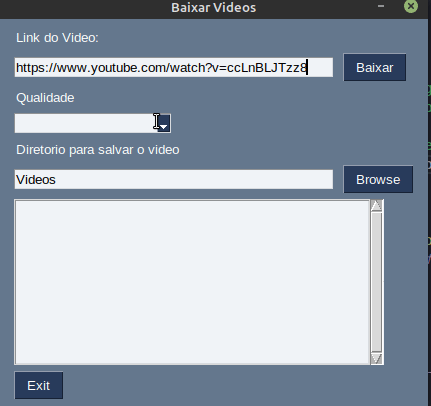 Baixar Videos
Link do Video:
https://www.youtube.com/watch?v=ccLnBLJTzz8
Baixar
Qualidade
Diretorio para salvar o video
Videos
Browse
Exit